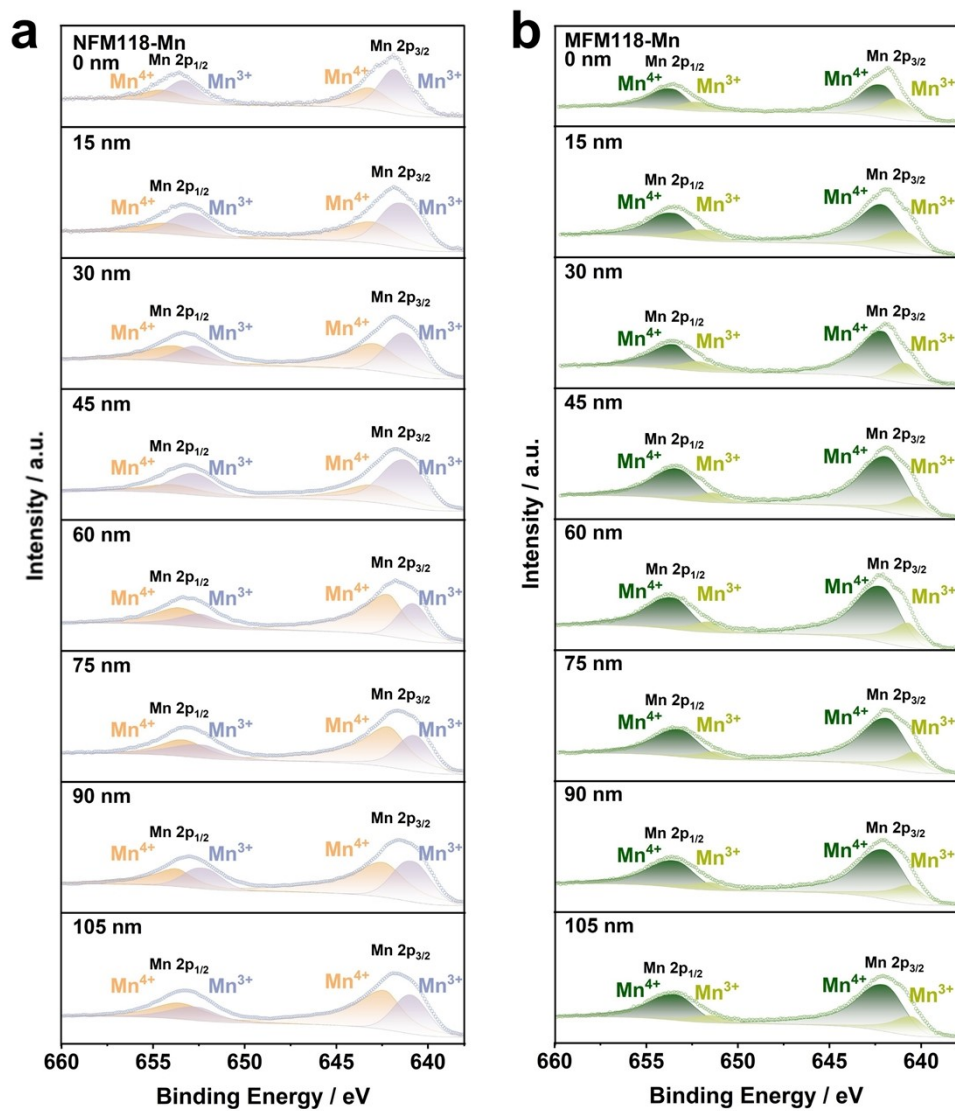 a
NFM118-Mn
0 nm
Mn 2p1/2
Mn 2p3/2
Mn4+
Mn3+
Mn4+
Mn3+
15 nm
Mn 2p1/2
Mn 2p3/2
Mn4+
Mn3+
Mn4+
Mn3+
30 nm
Mn 2p1/2
Mn 2p3/2
Mn4+
Mn3+
Mn4+
Mn3+
45 nm
Mn 2p1/2
Mn 2p3/2
Mn4+
Mn3+
Mn4+
Mn3+
60 nm
Mn 2p1/2
Mn 2p3/2
Mn4+
Mn3+
Mn4+
Mn3+
75 nm
Mn 2p1/2
Mn 2p3/2
Mn4+
Mn3+
Mn4+
Mn3+
90 nm
Mn 2p1/2
Mn 2p3/2
Mn4+
Mn3+
Mn4+
Mn3+
105 nm
Mn 2p1/2
Mn 2p3/2
Mn4+
Mn3+
Mn4+
Mn3+
Intensity / a.u.
660 655 650 645 640
Binding Energy / eV
b
MFM118-Mn
0 nm
Mn 2p1/2
Mn 2p3/2
Mn4+
Mn3+
Mn4+
Mn3+
15 nm
Mn 2p1/2
Mn 2p3/2
Mn4+
Mn3+
Mn4+
Mn3+
30 nm
Mn 2p1/2
Mn 2p3/2
Mn4+
Mn3+
Mn4+
Mn3+
45 nm
Mn 2p1/2
Mn 2p3/2
Mn4+
Mn3+
Mn4+
Mn3+
60 nm
Mn 2p1/2
Mn 2p3/2
Mn4+
Mn3+
Mn4+
Mn3+
75 nm
Mn 2p1/2
Mn 2p3/2
Mn4+
Mn3+
Mn4+
Mn3+
90 nm
Mn 2p1/2
Mn 2p3/2
Mn4+
Mn3+
Mn4+
Mn3+
105 nm
Mn 2p1/2
Mn 2p3/2
Mn4+
Mn3+
Mn4+
Mn3+
Intensity / a.u.
660 655 650 645 640
Binding Energy / eV